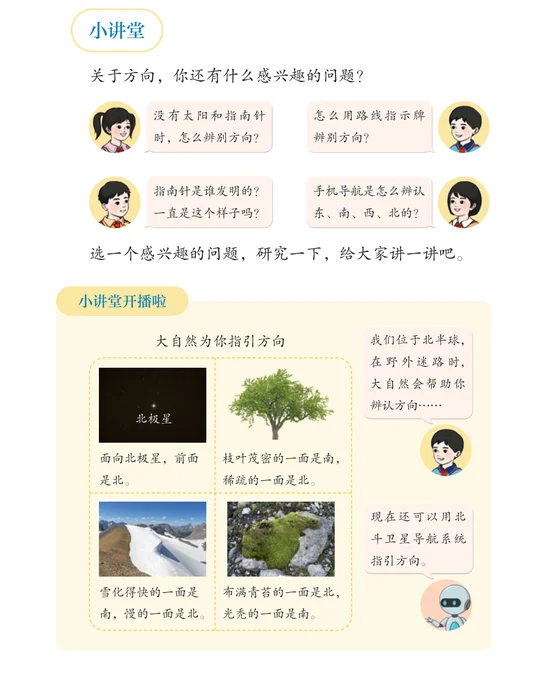 小讲堂
关于方向，你还有什么感兴趣的问题？
没有太阳和指南针
时，怎么辨别方向？
怎么用路线指示牌
辨别方向？
指南针是谁发明的？
一直是这个样子吗？
手机导航是怎么辨认
东、南、西、北的？
选一个感兴趣的问题，研究一下，给大家讲一讲吧。
小讲堂开播啦
大自然为你指引方向
北极星
面向北极星，前面
是北。
枝叶茂密的一面是南，
稀疏的一面是北。
雪化得快的一面是
南，慢的一面是北。
布满青苔的一面是北，
光秃的一面是南。
我们位于北半球，
在野外迷路时，
大自然会帮助你
辨认方向……
现在还可以用北
斗卫星导航系统
指引方向。